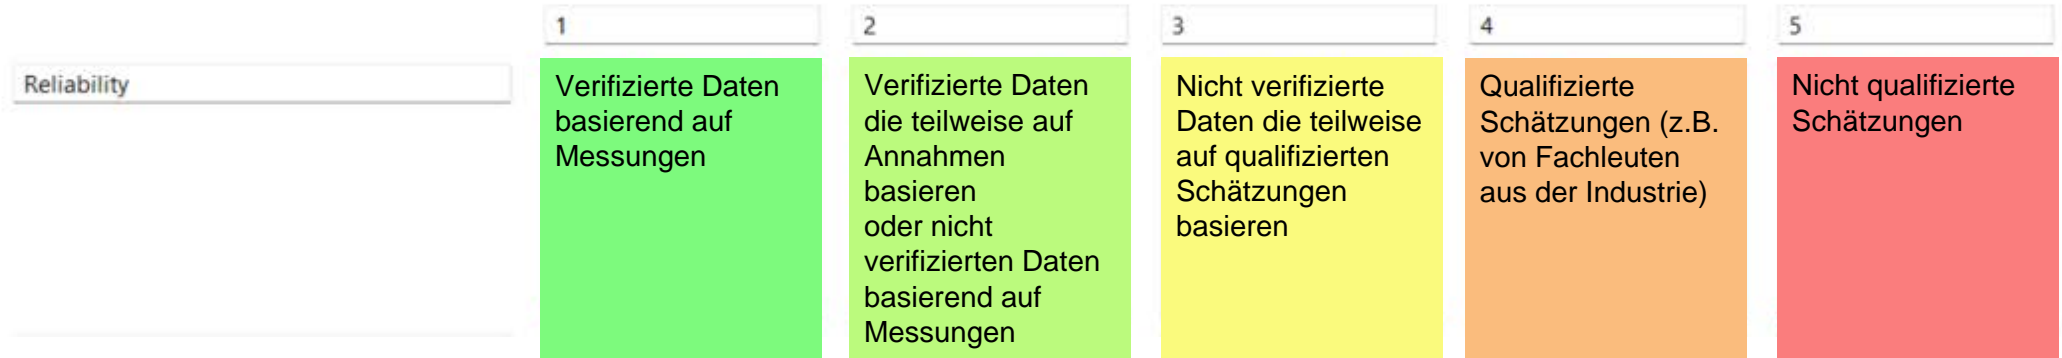 1
2
3
4
5
Reliability
Verifizierte Daten
basierend auf
Messungen
Verifizierte Daten
die teilweise auf
Annahmen
basieren
oder nicht
verifizierten Daten
basierend auf
Messungen
Nicht verifizierte
Daten die teilweise
auf qualifizierten
Schätzungen
basieren
Qualifizierte
Schätzungen (z.B.
von Fachleuten
aus der Industrie)
Nicht qualifizierte
Schätzungen